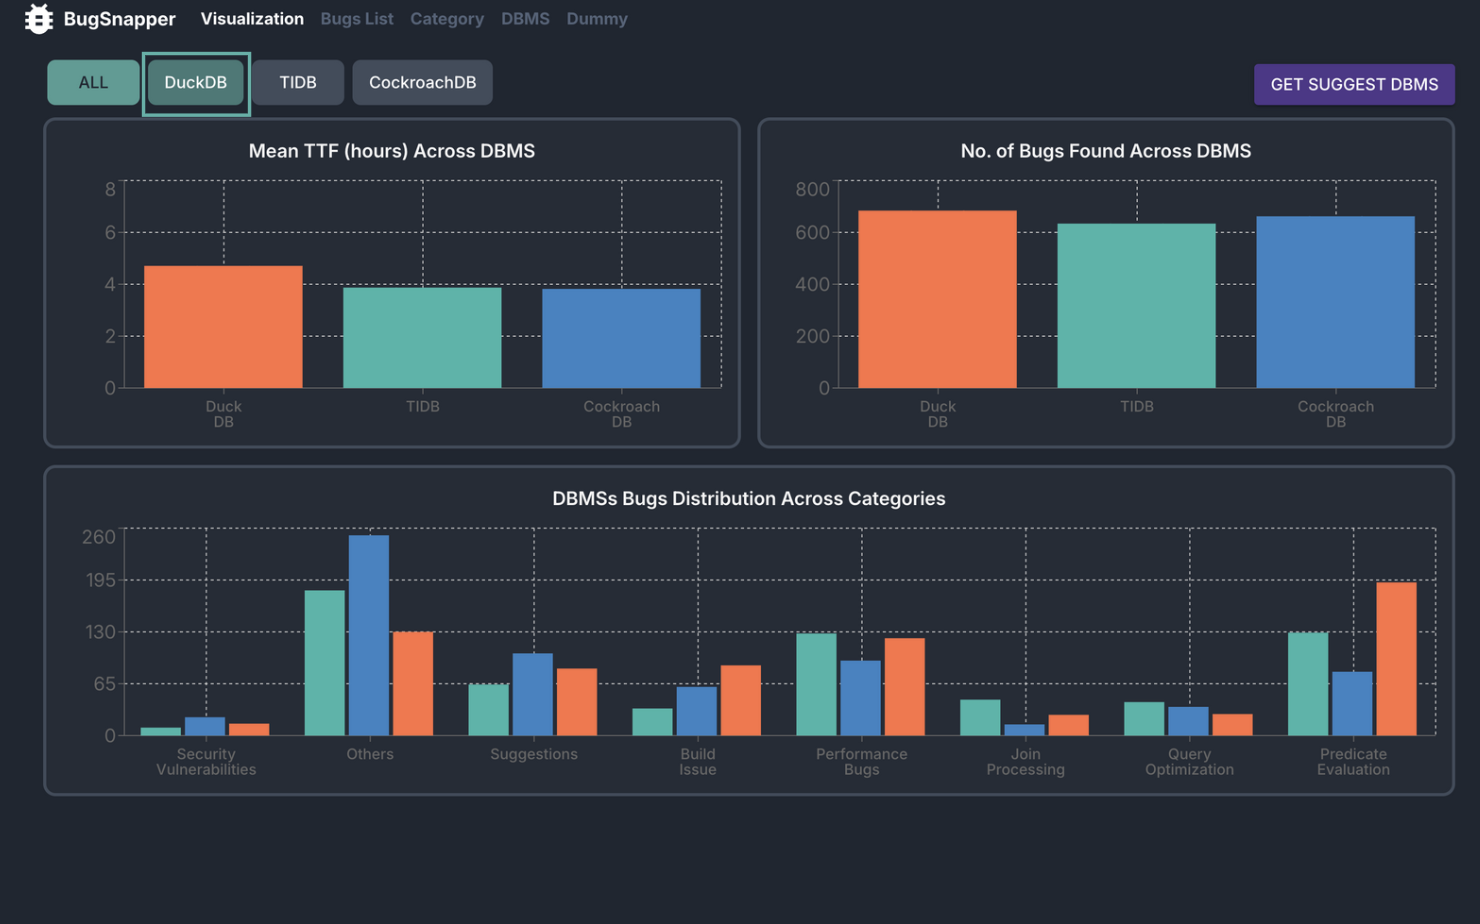 BugSnapper Visualization Bugs List Category DBMS Dummy
ALL DuckDB TIDB CockroachDB GET SUGGEST DBMS
Mean TTF (hours) Across DBMS
8
6
4
2
0
Duck
DB
TIDB
Cockroach
DB
No. of Bugs Found Across DBMS
800
600
400
200
0
Duck
DB
TIDB
Cockroach
DB
DBMSs Bugs Distribution Across Categories
260
195
130
65
0
Security
Vulnerabilities
Others
Suggestions
Build
Issue
Performance
Bugs
Join
Processing
Query
Optimization
Predicate
Evaluation